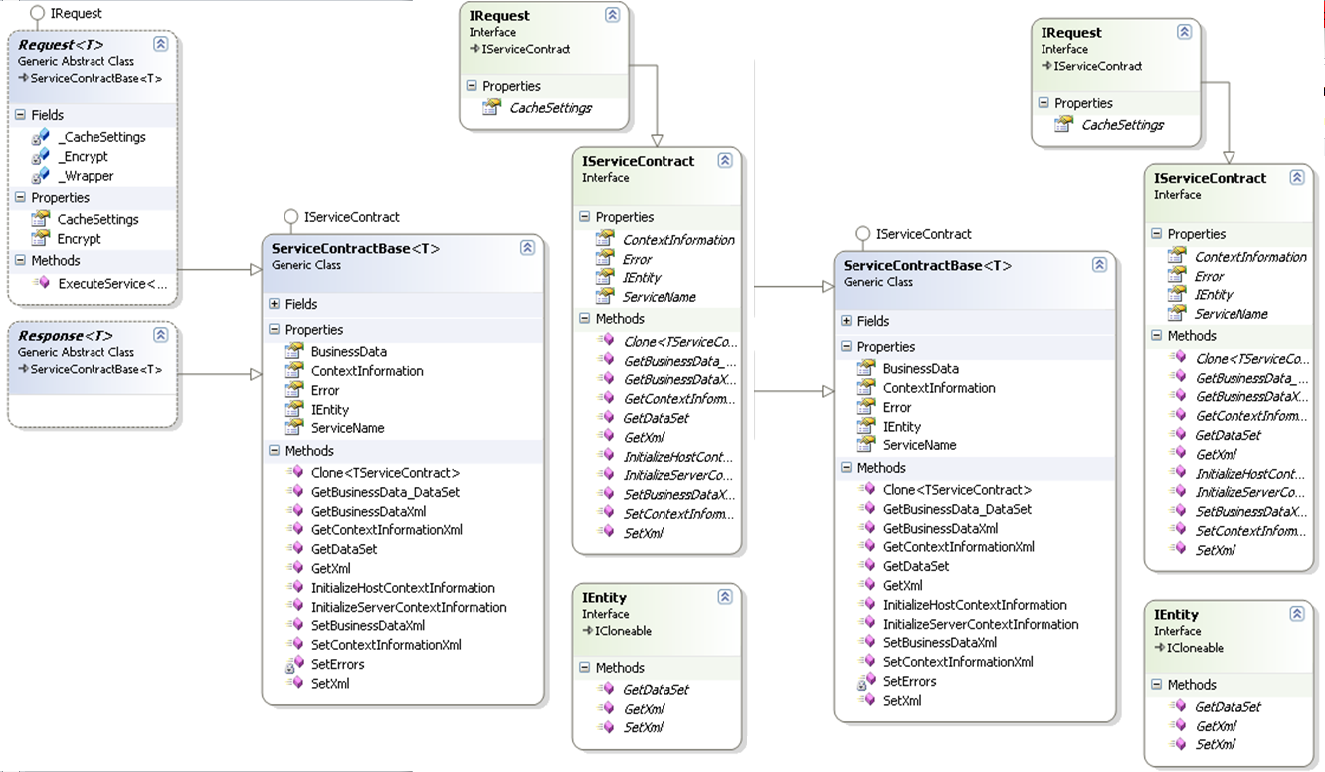 IRequest
Request<T>
Generic Abstract Class
ServiceContractBase<T>
Fields
_CacheSettings
_Encrypt
_Wrapper
Properties
CacheSettings
Encrypt
Methods
ExecuteService<...
Response<T>
Generic Abstract Class
ServiceContractBase<T>
IServiceContract
ServiceContractBase<T>
Generic Class
Fields
Properties
BusinessData
ContextInformation
Error
IEntity
ServiceName
Methods
Clone<TServiceContract>
GetBusinessData_DataSet
GetBusinessDataXml
GetContextInformationXml
GetDataSet
GetXml
InitializeHostContextInformation
InitializeServerContextInformation
SetBusinessDataXml
SetContextInformationXml
SetErrors
SetXml
IRequest
Interface
IServiceContract
Properties
CacheSettings
IServiceContract
Interface
Properties
ContextInformation
Error
IEntity
ServiceName
Methods
Clone<TServiceCo...
GetBusinessData_...
GetBusinessDataX...
GetContextInform...
GetDataSet
GetXml
InitializeHostCont...
InitializeServerCo...
SetBusinessDataX...
SetContextInform...
SetXml
IEntity
Interface
ICloneable
Methods
GetDataSet
GetXml
SetXml
IServiceContract
ServiceContractBase<T>
Generic Class
Fields
Properties
BusinessData
ContextInformation
Error
IEntity
ServiceName
Methods
Clone<TServiceContract>
GetBusinessData_DataSet
GetBusinessDataXml
GetContextInformationXml
GetDataSet
GetXml
InitializeHostContextInformation
InitializeServerContextInformation
SetBusinessDataXml
SetContextInformationXml
SetErrors
SetXml
IRequest
Interface
IServiceContract
Properties
CacheSettings
IServiceContract
Interface
Properties
ContextInformation
Error
IEntity
ServiceName
Methods
Clone<TServiceCo...
GetBusinessData_...
GetBusinessDataX...
GetContextInform...
GetDataSet
GetXml
InitializeHostCont...
InitializeServerCo...
SetBusinessDataX...
SetContextInform...
SetXml
IEntity
Interface
ICloneable
Methods
GetDataSet
GetXml
SetXml